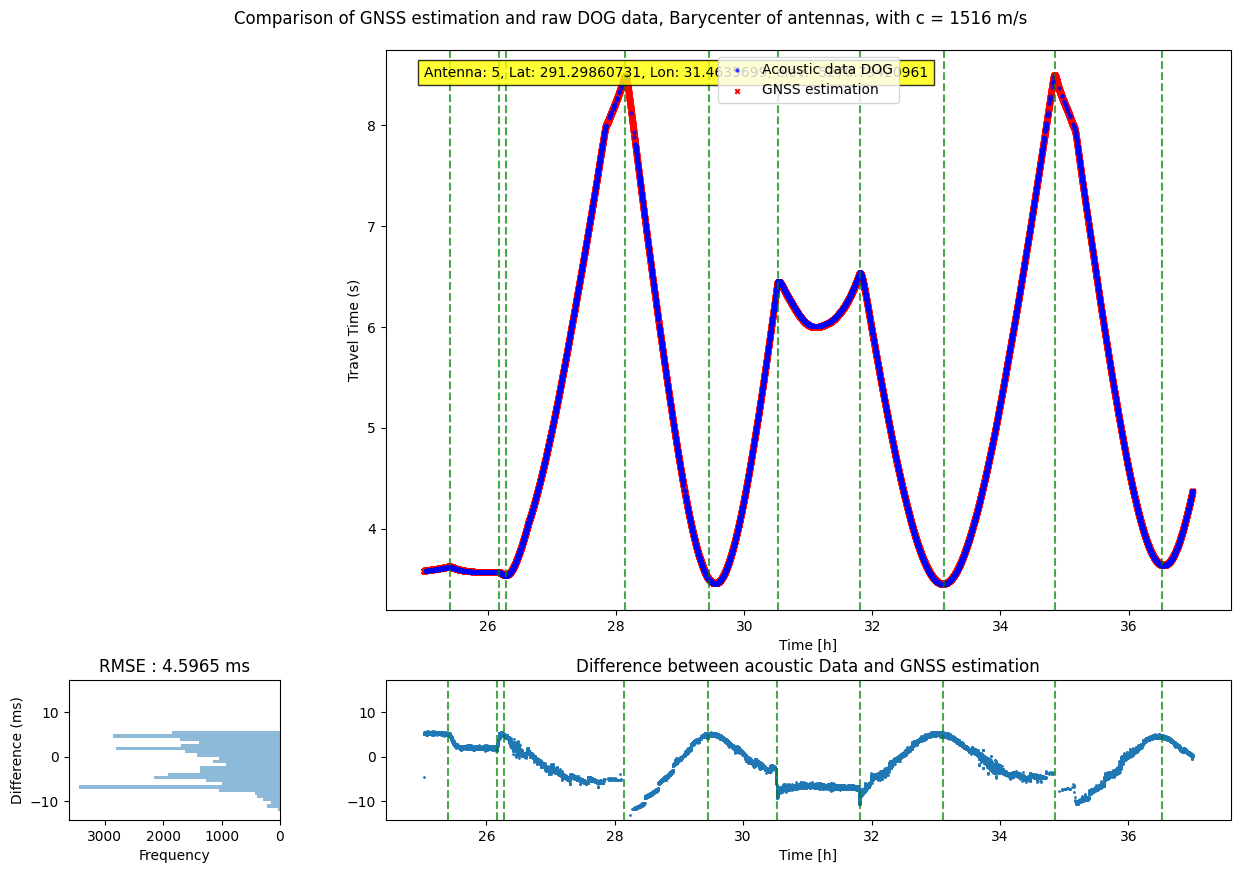 Comparison of GNSS estimation and raw DOG data, Barycenter of antennas, with c = 1516 m/s
Antenna: 5, Lat: 291.29860731, Lon: 31.4635699
Acoustic data DOG
GNSS estimation
8
7
6
5
4
Travel Time (s)
26
28
30
32
34
36
Time [h]
RMSE : 4.5965 ms
10
0
−10
Difference (ms)
3000
2000
1000
0
Frequency
Difference between acoustic Data and GNSS estimation
10
0
−10
26
28
30
32
34
36
Time [h]